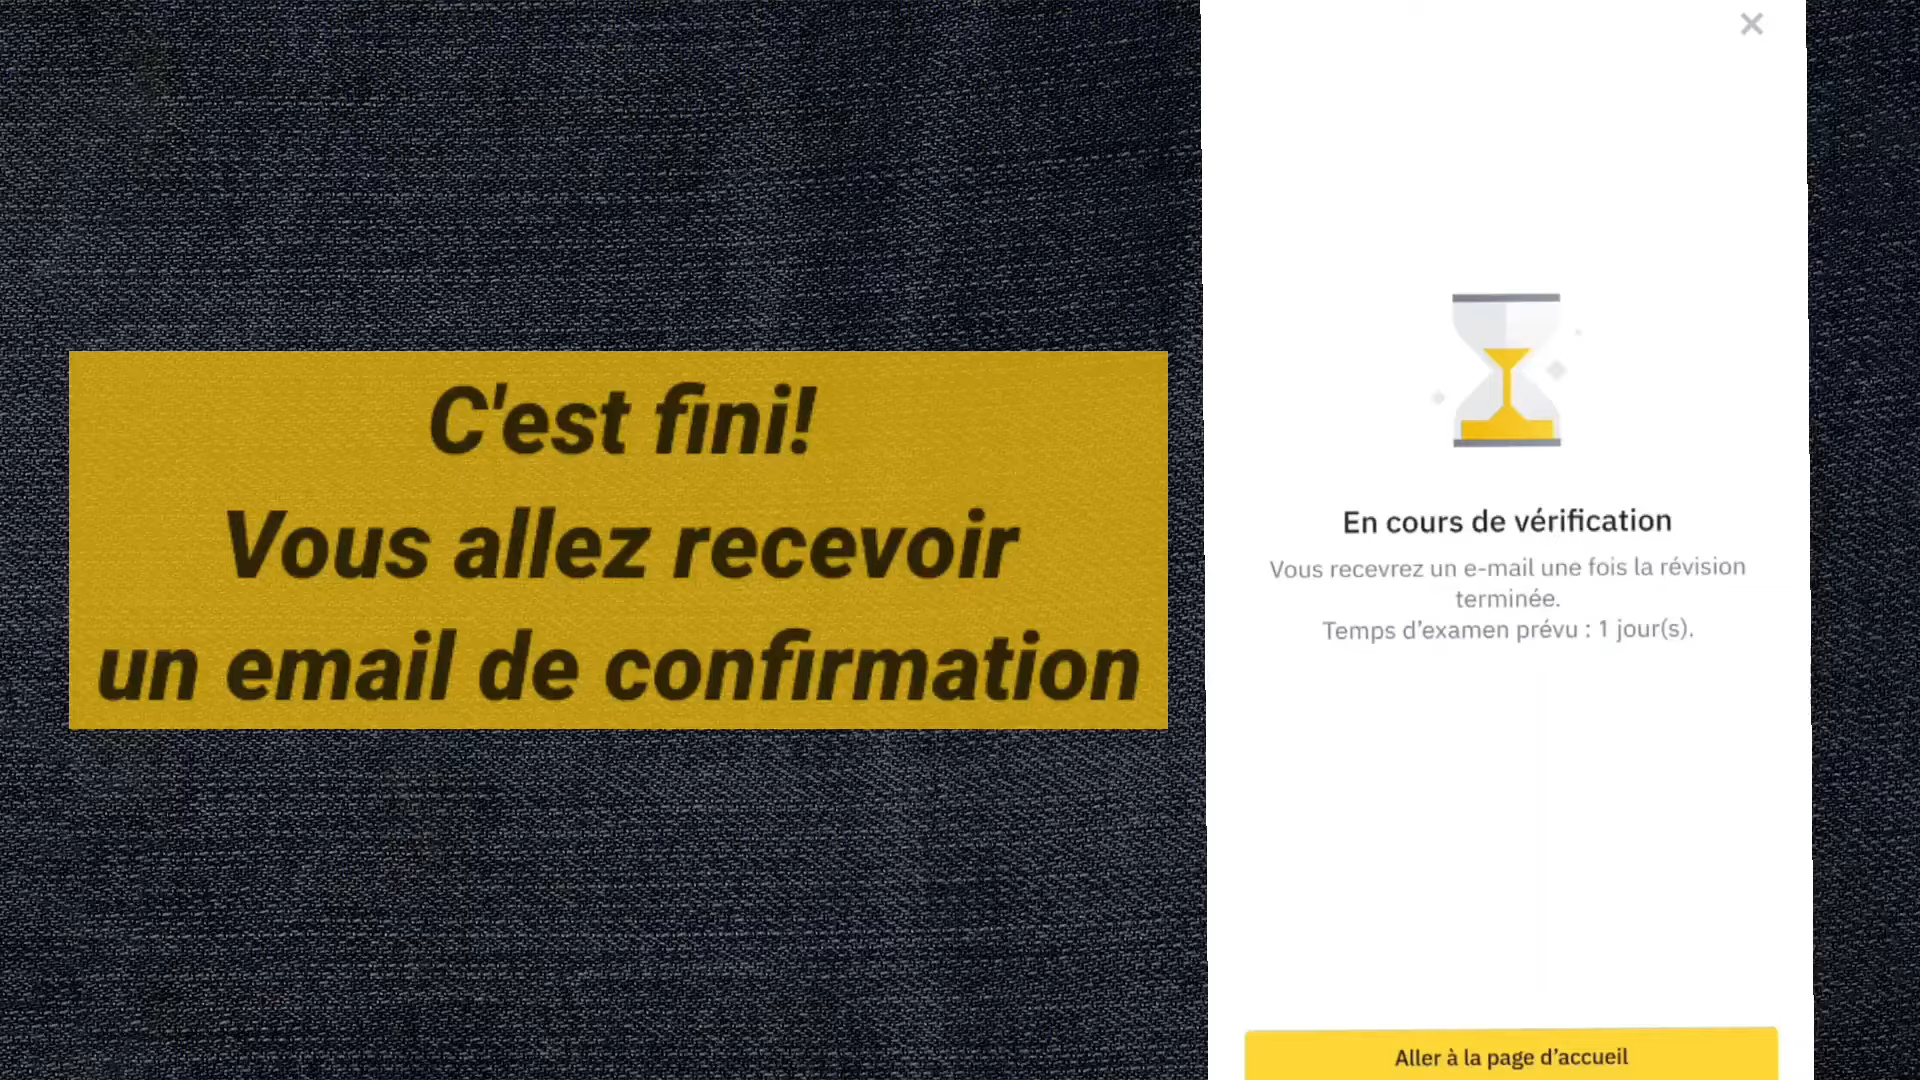 C'est fini!
Vous allez recevoir
un email de confirmation
En cours de vérification
Vous recevrez un e-mail une fois la révision
terminée.
Temps d'examen prévu : 1 jour(s).
Aller à la page d'accueil